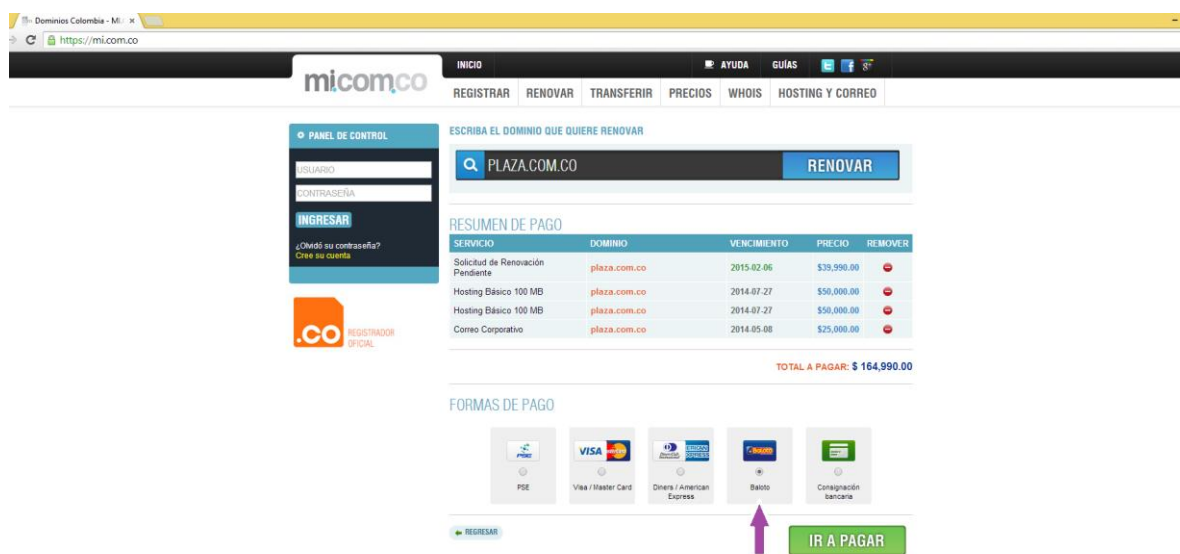 Dominios Colombia - Mi.
https://mi.com.co
INICIO
AYUDA
GUÍAS
mi.com.co
REGISTRAR
RENOVAR
TRANSFERIR
PRECIOS
WHOIS
HOSTING Y CORREO
PANEL DE CONTROL
USUARIO
CONTRASEÑA
INGRESAR
¿Olvidó su contraseña?
Cree su cuenta
.CO
REGISTRADOR
OFICIAL
ESCRIBA EL DOMINIO QUE QUIERE RENOVAR
PLAZA.COM.CO
RENOVAR
RESUMEN DE PAGO
SERVICIO DOMINIO VENCIMIENTO PRECIO REMOVER
Solicitud de Renovación
Pendiente plaza.com.co 2015-02-06 $39,990.00
Hosting Básico 100 MB plaza.com.co 2014-07-27 $50,000.00
Hosting Básico 100 MB plaza.com.co 2014-07-27 $50,000.00
Correo Corporativo plaza.com.co 2014-05-08 $25,000.00
TOTAL A PAGAR: $ 164,990.00
FORMAS DE PAGO
PSE
VISA
Baloto
PSE
Visa / Master Card
Diners / American
Express
Baloto
Consignación
bancaria
REGRESAR
IR A PAGAR